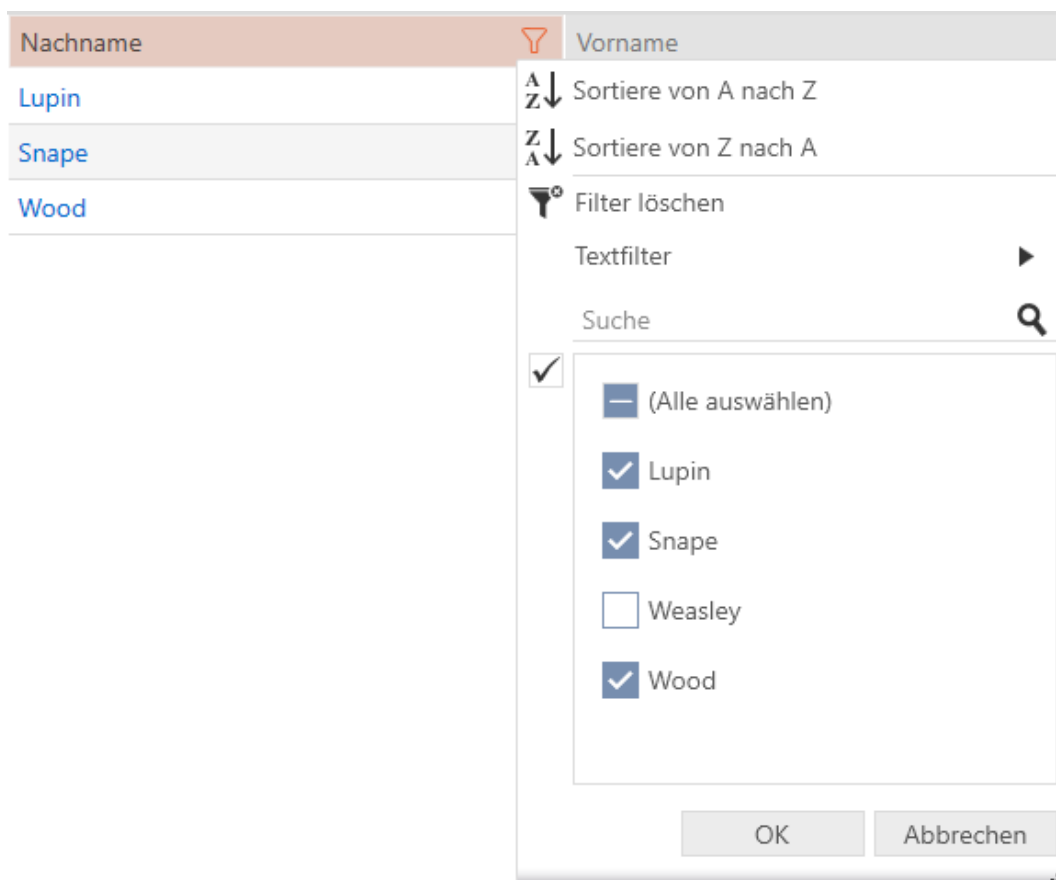 Nachname Vorname
Lupin
Snape
Wood
A
Z Sortiere von A nach Z
Z
A Sortiere von Z nach A
Filter löschen
Textfilter
Suche
(Alle auswählen)
Lupin
Snape
Weasley
Wood
OK Abbrechen